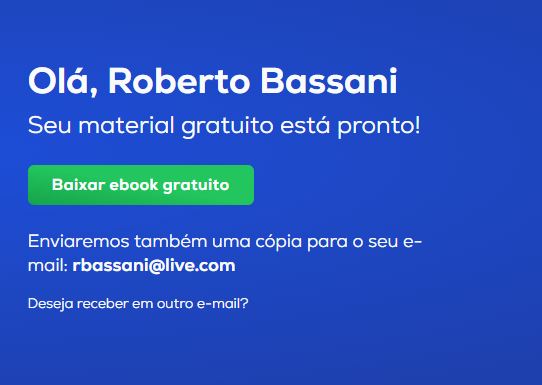 Olá, Roberto Bassani
Seu material gratuito está pronto!
Baixar ebook gratuito
Enviaremos também uma cópia para o seu e-
mail: rbassani@live.com
Deseja receber em outro e-mail?